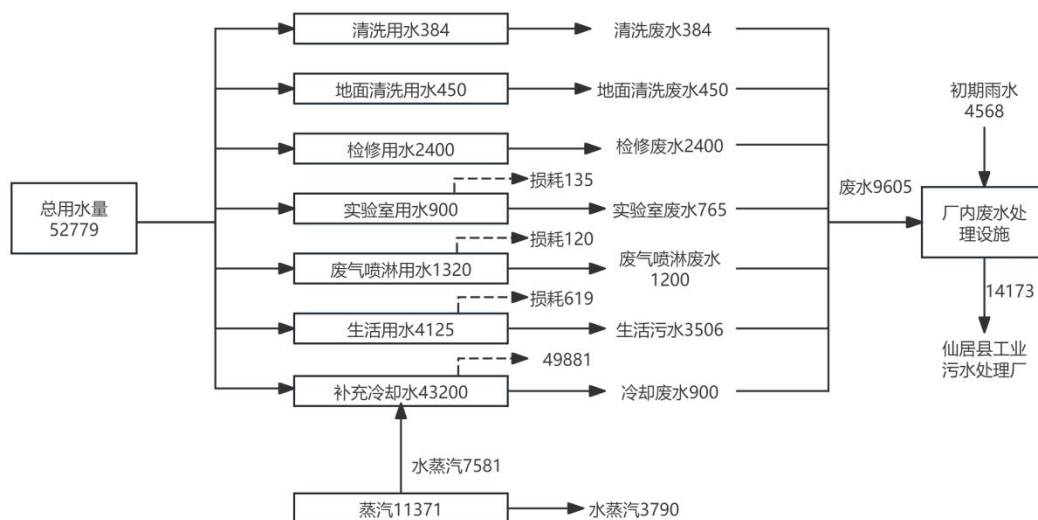 清洗用水384
清洗废水384
地面清洗用水450
地面清洗废水450
初期雨水
4568
检修用水2400
检修废水2400
损耗135
总用水量
52779
实验室用水900
实验室废水765
废水9605
厂内废水处
理设施
损耗120
废气喷淋用水1320
废气喷淋废水
1200
损耗619
14173
生活用水4125
生活污水3506
49881
仙居县工业
污水处理厂
补充冷却水43200
冷却废水900
水蒸汽7581
蒸汽11371
水蒸汽3790